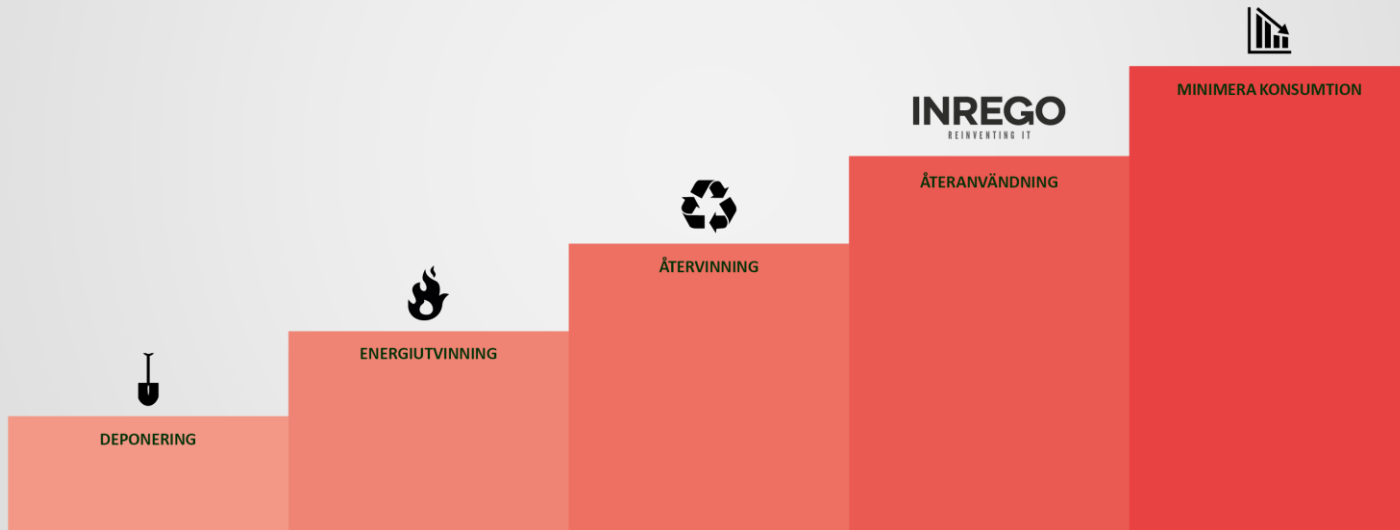 MINIMERA KONSUMTION
INREGO
REINVENTING IT
ÅTERANVÄNDNING
ÅTERVINNING
ENERGIUTVINNING
DEPONERING